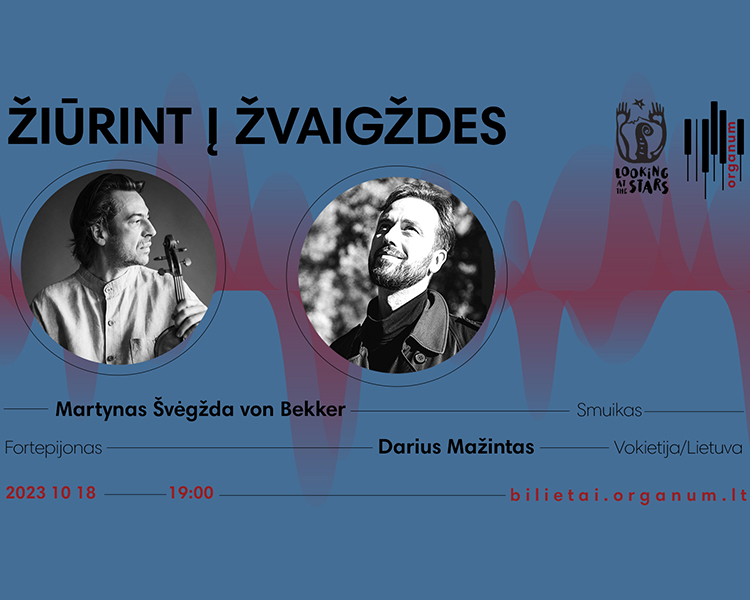 ŽIŪRINT Į ŽVAIGŽDES
LOOKING
AT THE
STARS
organum
Martynas Švėgžda von Bekker Smuikas
Fortepijonas Darius Mažintas Vokietija/Lietuva
2023 10 18 19:00 bilietai.organum.lt